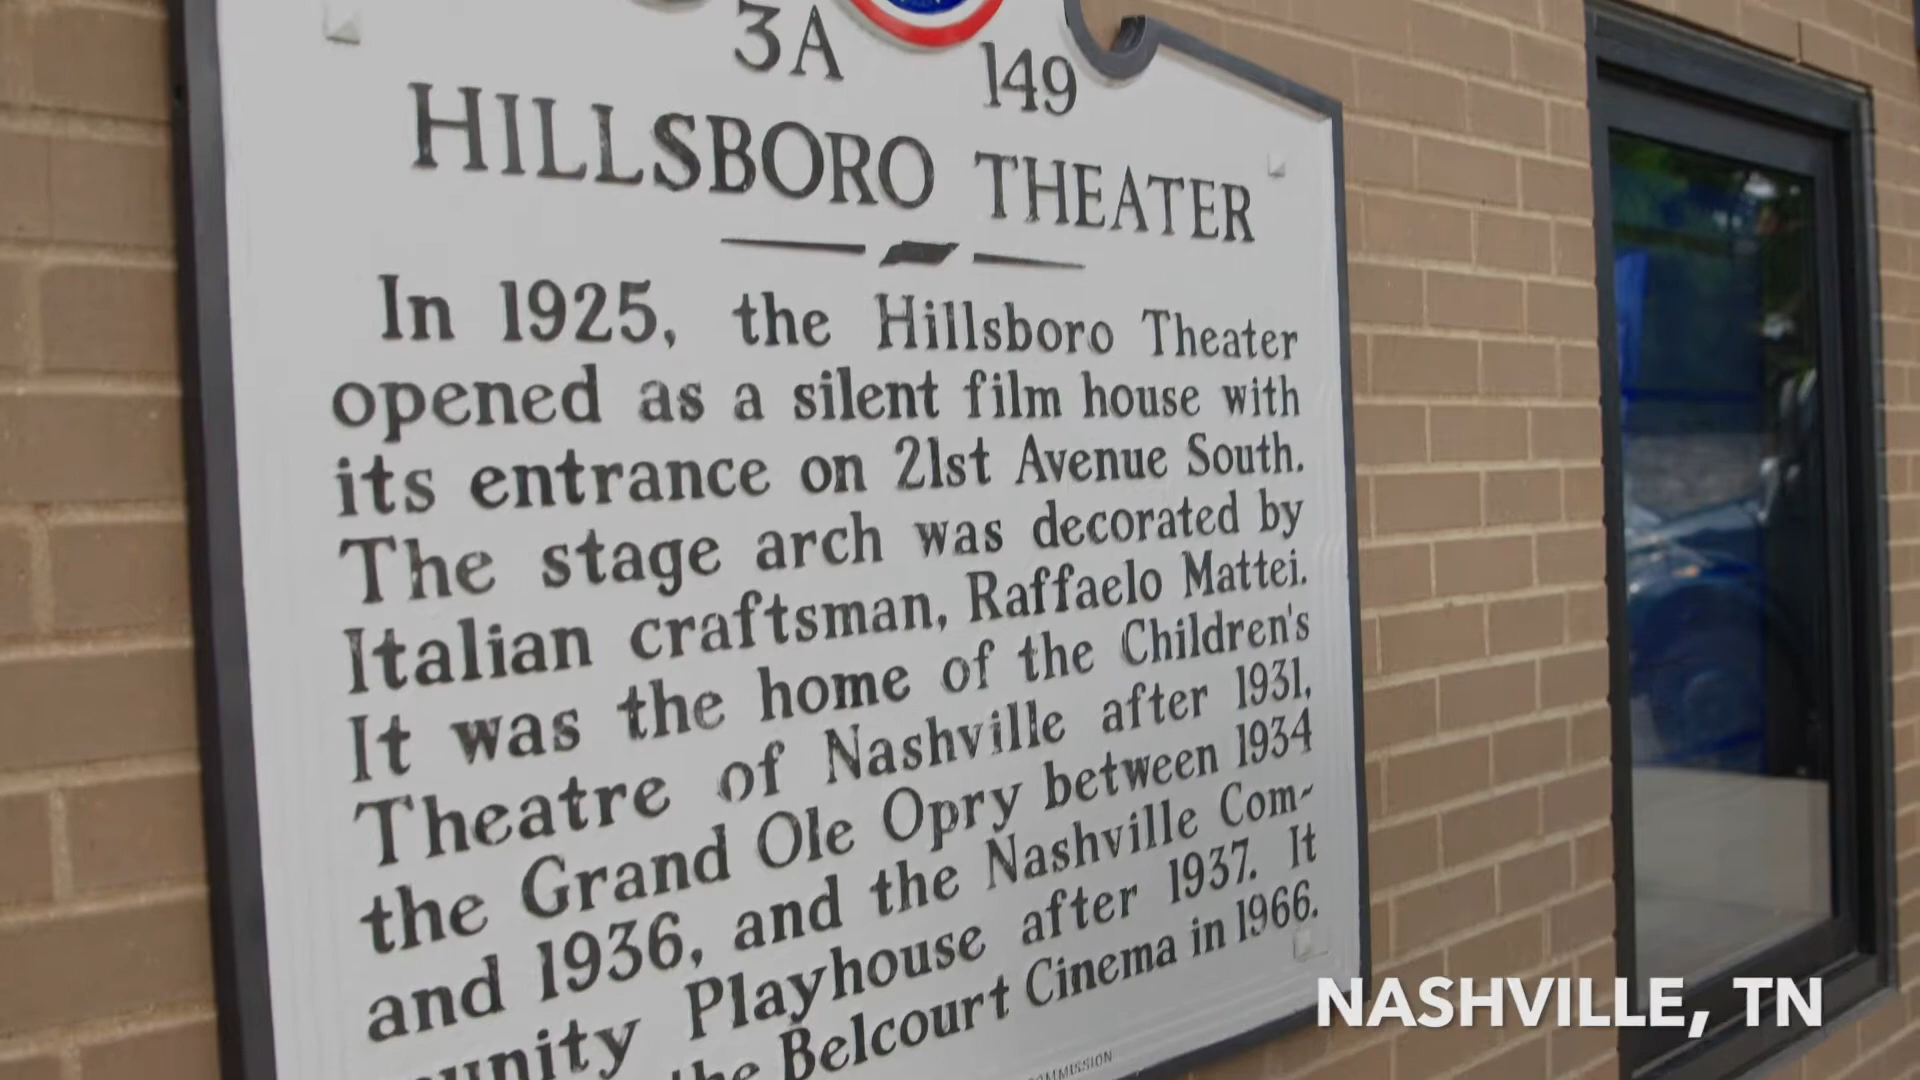 3A 149
HILLSBORO THEATER
In 1925, the Hillsboro Theater
opened as a silent film house with
its entrance on 21st Avenue South.
The stage arch was decorated by
Italian craftsman, Raffaelo Mattei.
It was the home of the Children's
Theatre of Nashville after 1931,
the Grand Ole Opry between 1934
and 1936, and the Nashville Com-
unity Playhouse after 1937. It
the Belcourt Cinema in 1966.
NASHVILLE, TN